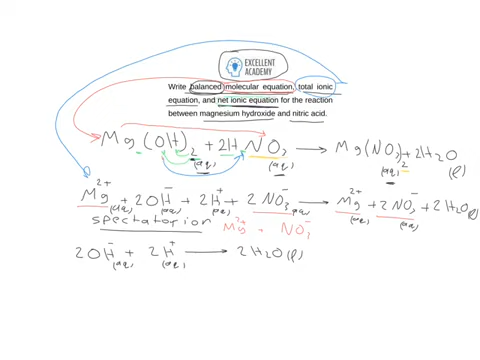 EXCELLENT
ACADEMY
Write balanced molecular equation, total ionic
equation, and net ionic equation for the reaction
between magnesium hydroxide and nitric acid.
Mg(OH)₂(aq) + 2HNO₃(aq) → Mg(NO₃)₂(aq) + 2H₂O(l)
Mg²⁺(aq) + 2OH⁻(aq) + 2H⁺(aq) + 2NO₃⁻(aq) → Mg²⁺(aq) + 2NO₃⁻(aq) + 2H₂O(l)
spectator ion Mg²⁺, NO₃⁻
2OH⁻(aq) + 2H⁺(aq) → 2H₂O(l)